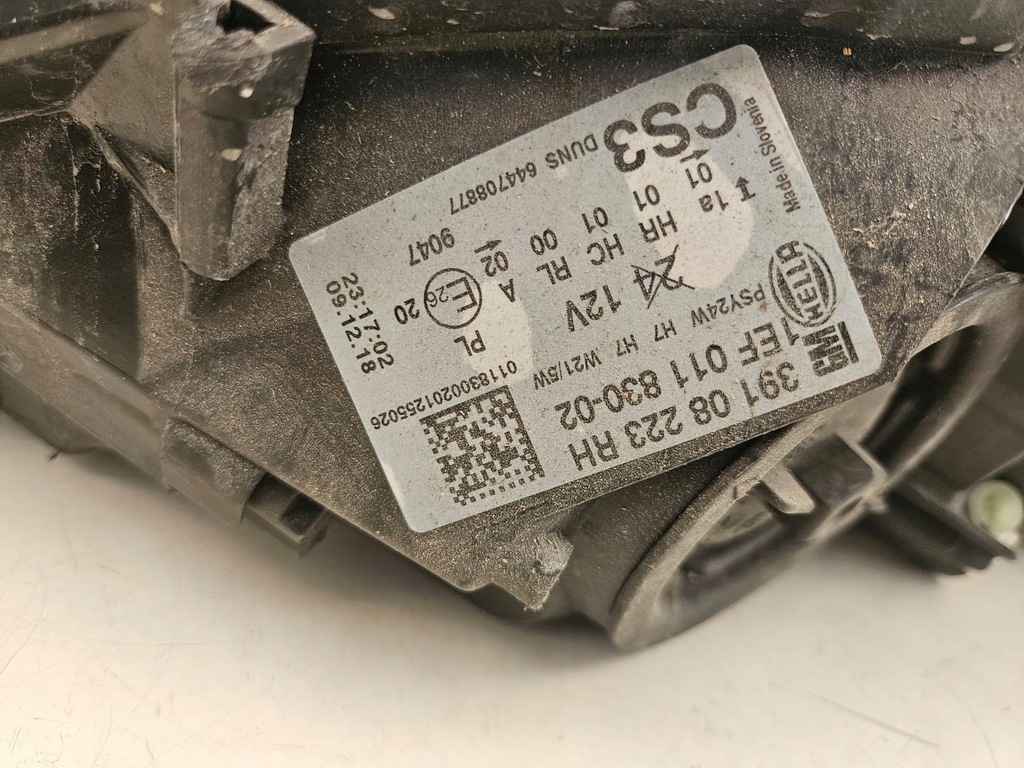 GM 391 08 223 RH
HELLA 1EF 011 830-02
PSY24W H7 H7 W21/5W
0118300201255026
24 12V
PL
HR HC RL A
01 01 00 02
E26 20
1a
01
9047
CS3
DUNS 644708877
Made in Slovenia
23:17:02
09.12.18